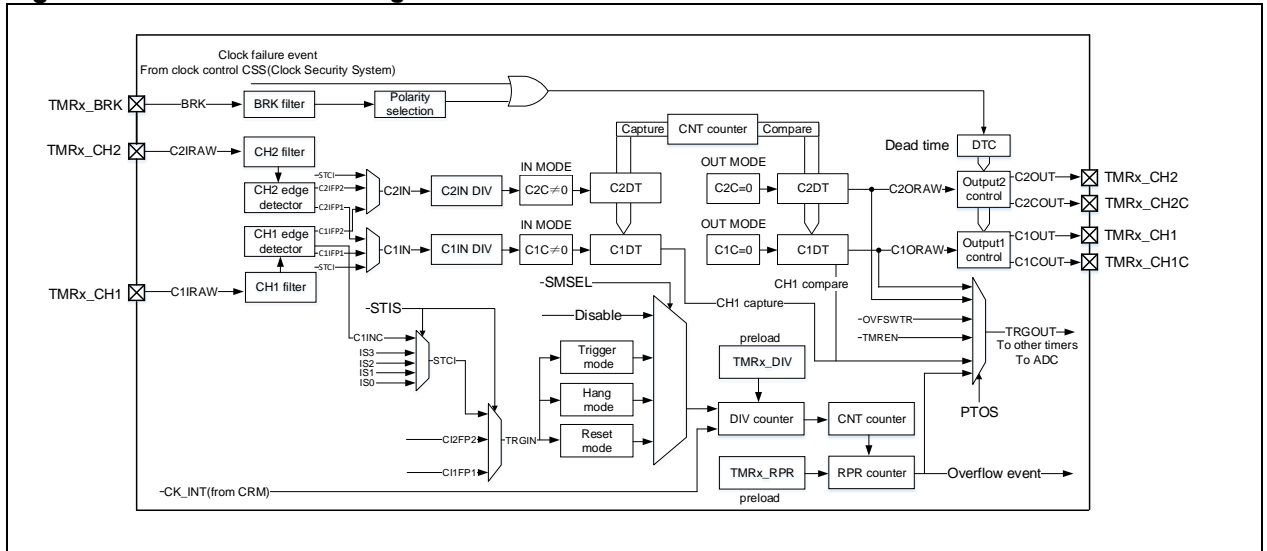 Clock failure event
From clock control CSS(Clock Security System)
TMRx_BRK
BRK
BRK filter
Polarity
selection
TMRx_CH2
C2IRAW
CH2 filter
CH2 edge
detector
STCI
C2IFP2
C2IFP1
C2IN
C2IN DIV
IN MODE
C2C≠0
C2DT
Capture
CNT counter
Compare
OUT MODE
C2C=0
C2DT
Dead time
DTC
C2ORAW
Output2
control
C2OUT
TMRx_CH2
C2COUT
TMRx_CH2C
CH1 edge
detector
C1IFP2
C1IFP1
STCI
C1IN
C1IN DIV
IN MODE
C1C≠0
C1DT
OUT MODE
C1C=0
C1DT
C1ORAW
Output1
control
C1OUT
TMRx_CH1
C1COUT
TMRx_CH1C
TMRx_CH1
C1IRAW
CH1 filter
CH1 capture
CH1 compare
STIS
C1INC
IS3
IS2
IS1
IS0
STCI
CI2FP2
CI1FP1
TRGIN
SMSEL
Disable
Trigger
mode
Hang
mode
Reset
mode
preload
TMRx_DIV
DIV counter
CNT counter
TMRx_RPR
preload
RPR counter
Overflow event
OVFSWTR
TMREN
TRGOUT
To other timers
To ADC
PTOS
CK_INT(from CRM)